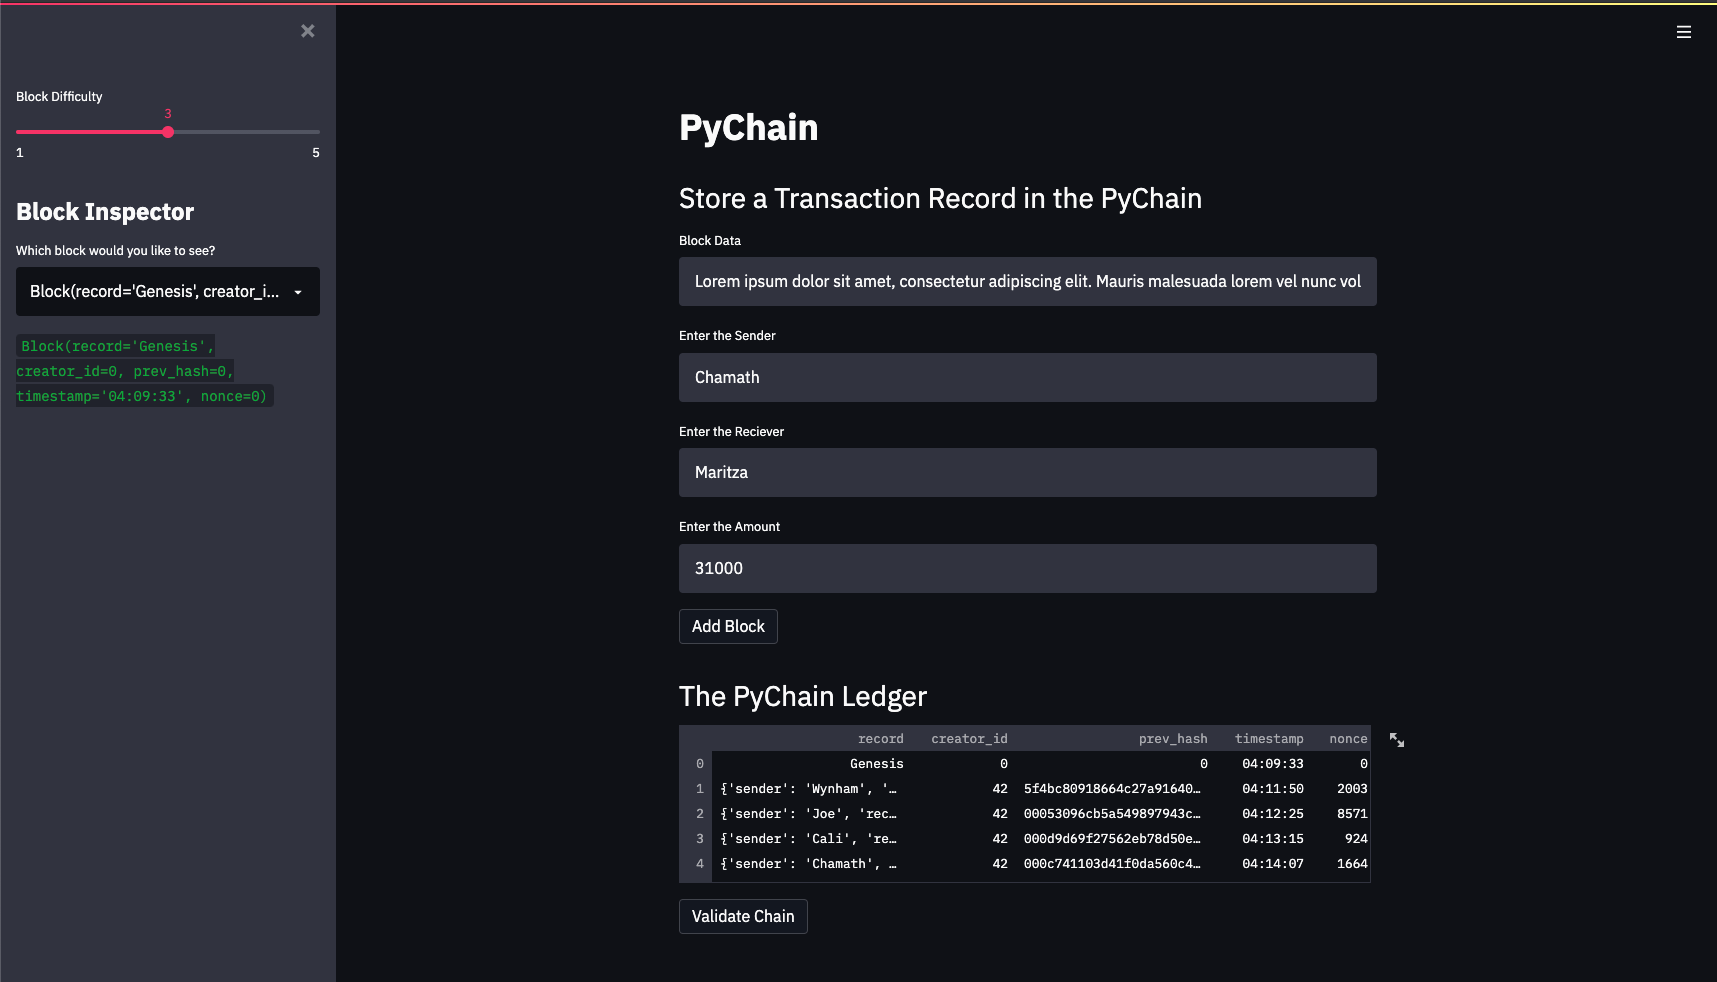 Block Difficulty
3
1 5
Block Inspector
Which block would you like to see?
Block(record='Genesis', creator_i...
Block(record='Genesis',
creator_id=0, prev_hash=0,
timestamp='04:09:33', nonce=0)
PyChain
Store a Transaction Record in the PyChain
Block Data
Lorem ipsum dolor sit amet, consectetur adipiscing elit. Mauris malesuada lorem vel nunc vol
Enter the Sender
Chamath
Enter the Reciever
Maritza
Enter the Amount
31000
Add Block
The PyChain Ledger
record creator_id prev_hash timestamp nonce
0 Genesis 0 0 04:09:33 0
1 {'sender': 'Wynham', '… 42 5f4bc80918664c27a91640… 04:11:50 2003
2 {'sender': 'Joe', 'rec… 42 00053096cb5a549897943c… 04:12:25 8571
3 {'sender': 'Cali', 're… 42 000d9d69f27562eb78d50e… 04:13:15 924
4 {'sender': 'Chamath', … 42 000c741103d41f0da560c4… 04:14:07 1664
Validate Chain